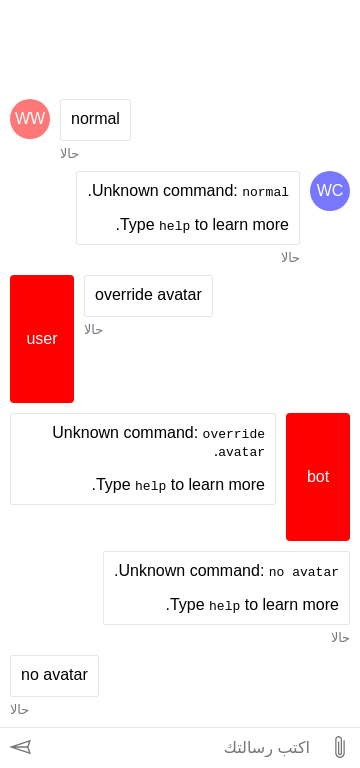 WW
normal
حالا
WC
Unknown command: normal.
Type help to learn more.
حالا
user
override avatar
حالا
bot
Unknown command: override
avatar.
Type help to learn more.
Unknown command: no avatar.
Type help to learn more.
حالا
no avatar
حالا
اكتب رسالتك